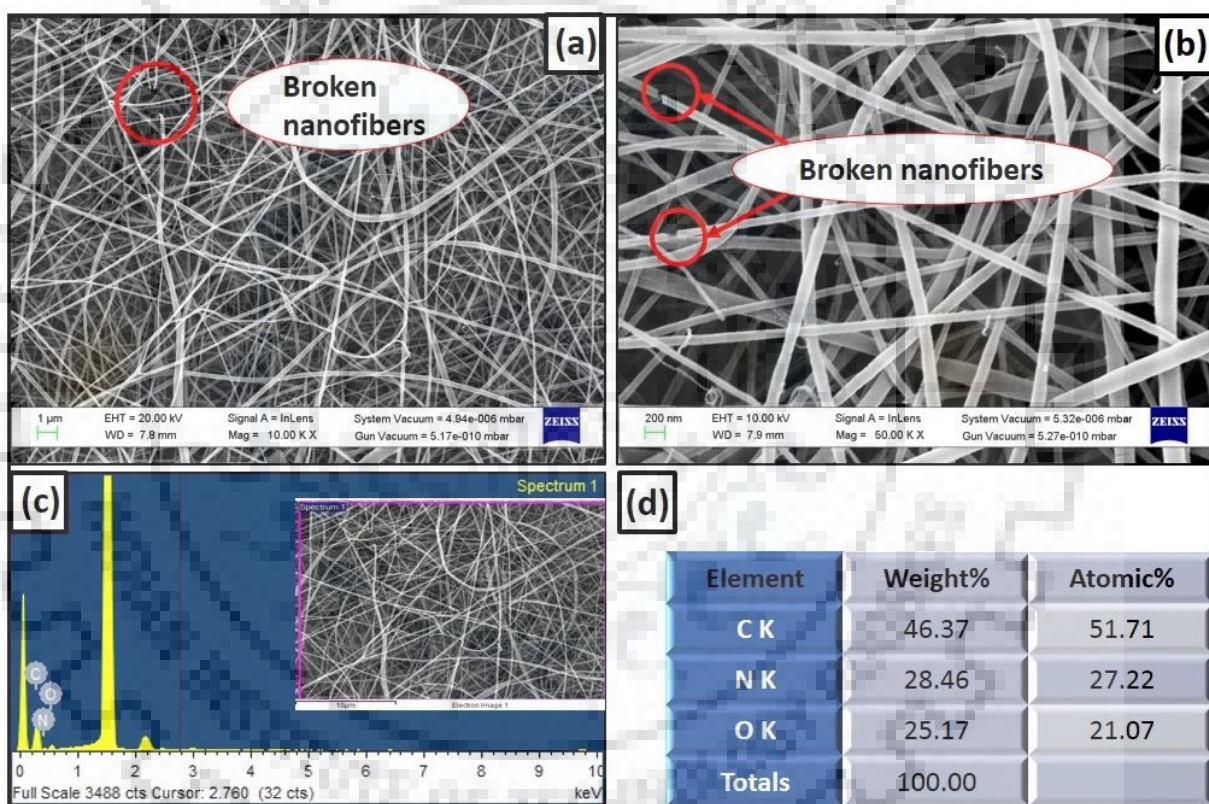 (a)
Broken
nanofibers
1 µm
EHT = 20.00 kV
Signal A = InLens
System Vacuum = 4.94e-006 mbar
WD = 7.8 mm
Mag = 10.00 K X
Gun Vacuum = 5.17e-010 mbar
ZEISS
(b)
Broken nanofibers
200 nm
EHT = 10.00 kV
Signal A = InLens
System Vacuum = 5.32e-006 mbar
WD = 7.9 mm
Mag = 50.00 K X
Gun Vacuum = 5.27e-010 mbar
ZEISS
(c)
Spectrum 1
Spectrum 1
10µm
Electron Image 1
C
O
N
0 1 2 3 4 5 6 7 8 9 10
Full Scale 3488 cts Cursor: 2.760 (32 cts)
keV
(d)
Element Weight% Atomic%
C K 46.37 51.71
N K 28.46 27.22
O K 25.17 21.07
Totals 100.00